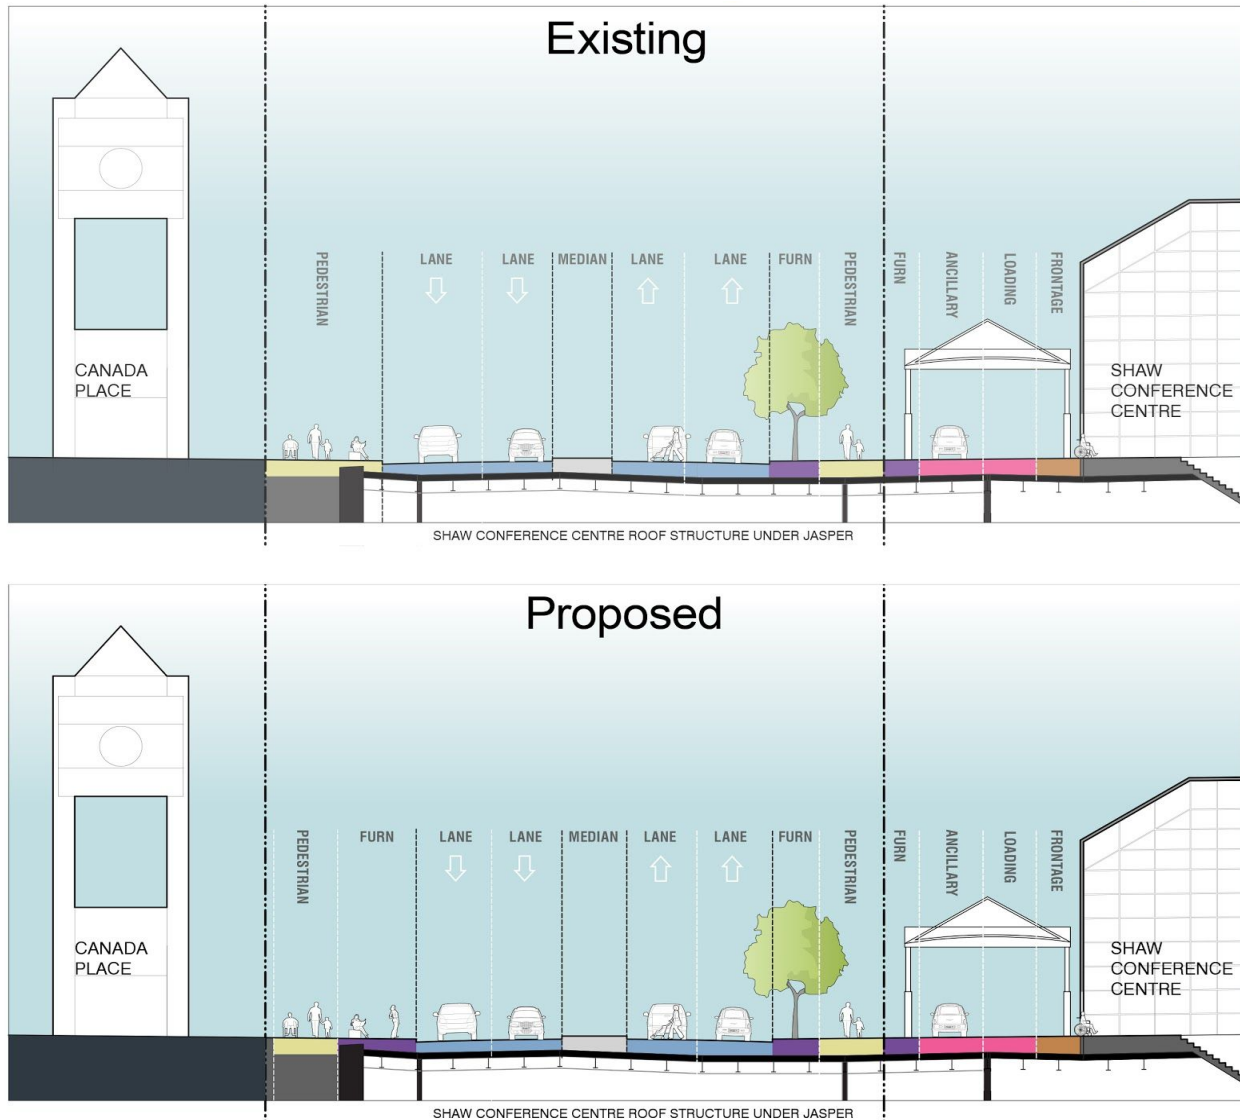 Existing
PEDESTRIAN
LANE
LANE
MEDIAN
LANE
LANE
FURN
PEDESTRIAN
FURN
ANCILLARY
LOADING
FRONTAGE
CANADA
PLACE
SHAW
CONFERENCE
CENTRE
SHAW CONFERENCE CENTRE ROOF STRUCTURE UNDER JASPER
Proposed
PEDESTRIAN
FURN
LANE
LANE
MEDIAN
LANE
LANE
FURN
PEDESTRIAN
FURN
ANCILLARY
LOADING
FRONTAGE
CANADA
PLACE
SHAW
CONFERENCE
CENTRE
SHAW CONFERENCE CENTRE ROOF STRUCTURE UNDER JASPER